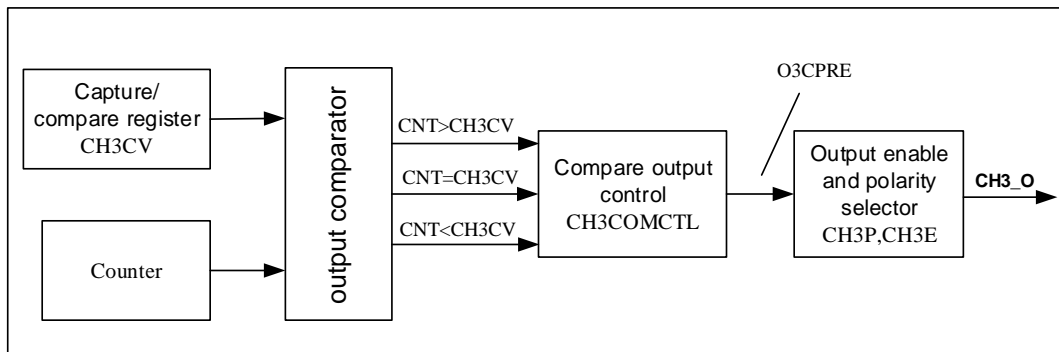 Capture/
compare register
CH3CV
Counter
output comparator
CNT>CH3CV
CNT=CH3CV
CNT<CH3CV
Compare output
control
CH3COMCTL
O3CPRE
Output enable
and polarity
selector
CH3P,CH3E
CH3_O